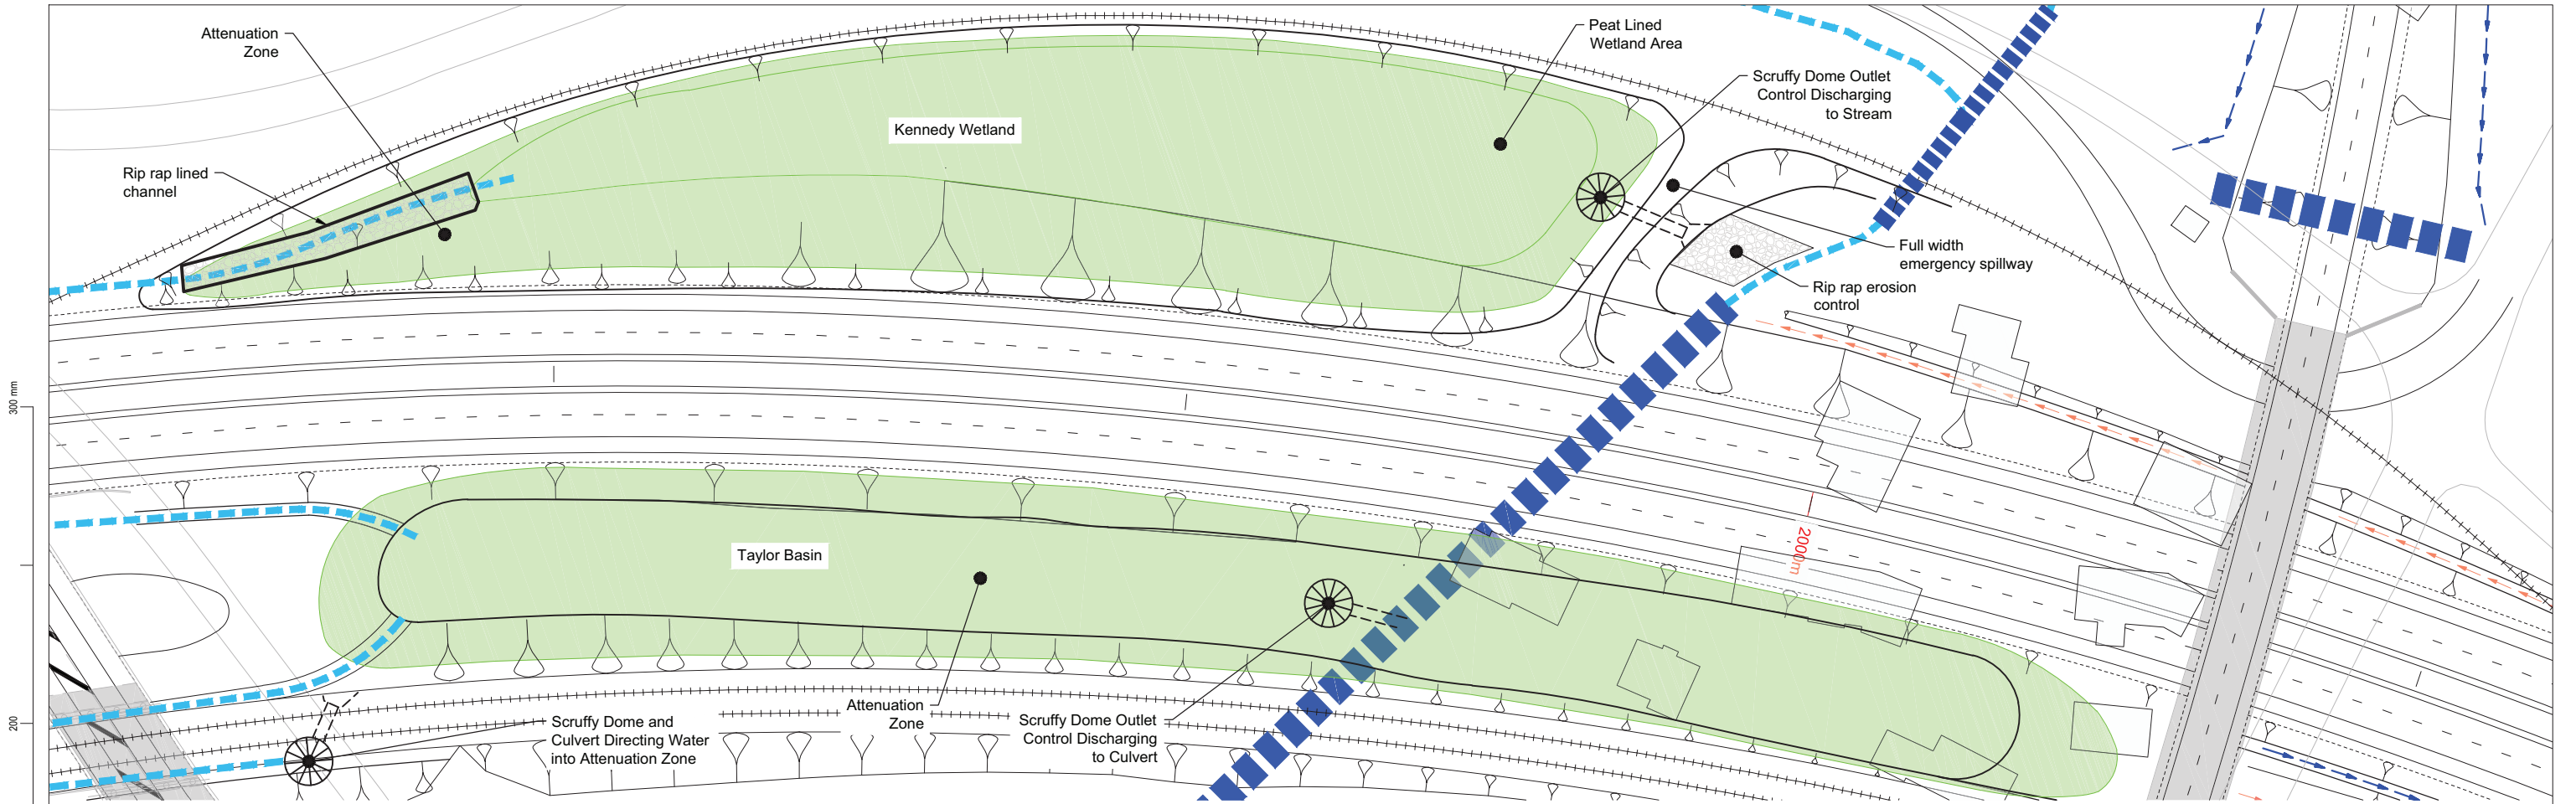 Attenuation
Zone
Peat Lined
Wetland Area
Scruffy Dome Outlet
Control Discharging
to Stream
Kennedy Wetland
Rip rap lined
channel
Full width
emergency spillway
Rip rap erosion
control
300 mm
2000m
Taylor Basin
Attenuation
Zone
Scruffy Dome and
Culvert Directing Water
into Attenuation Zone
Scruffy Dome Outlet
Control Discharging
to Culvert
200